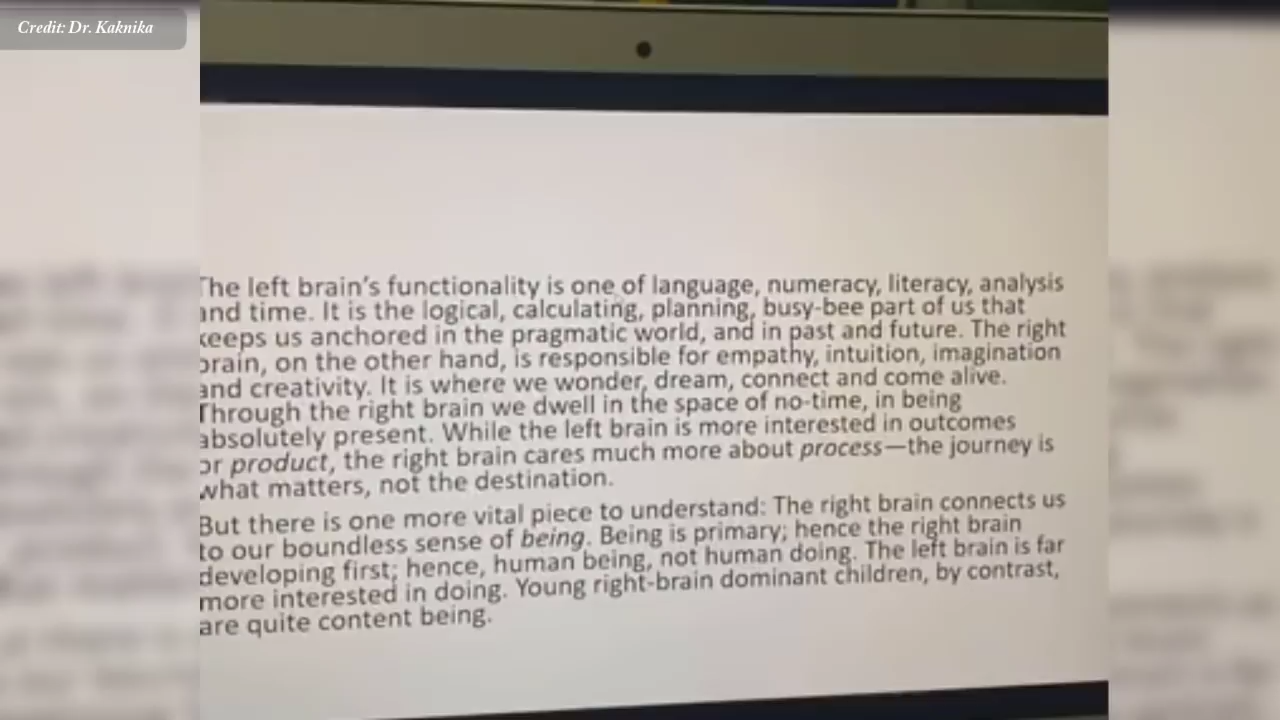 Credit: Dr. Kaknika
The left brain's functionality is one of language, numeracy, literacy, analysis
and time. It is the logical, calculating, planning, busy-bee part of us that
keeps us anchored in the pragmatic world, and in past and future. The right
brain, on the other hand, is responsible for empathy, intuition, imagination
and creativity. It is where we wonder, dream, connect and come alive.
Through the right brain we dwell in the space of no-time, in being
absolutely present. While the left brain is more interested in outcomes
or product, the right brain cares much more about process—the journey is
what matters, not the destination.
But there is one more vital piece to understand: The right brain connects us
to our boundless sense of being. Being is primary; hence the right brain
developing first; hence, human being, not human doing. The left brain is far
more interested in doing. Young right-brain dominant children, by contrast,
are quite content being.